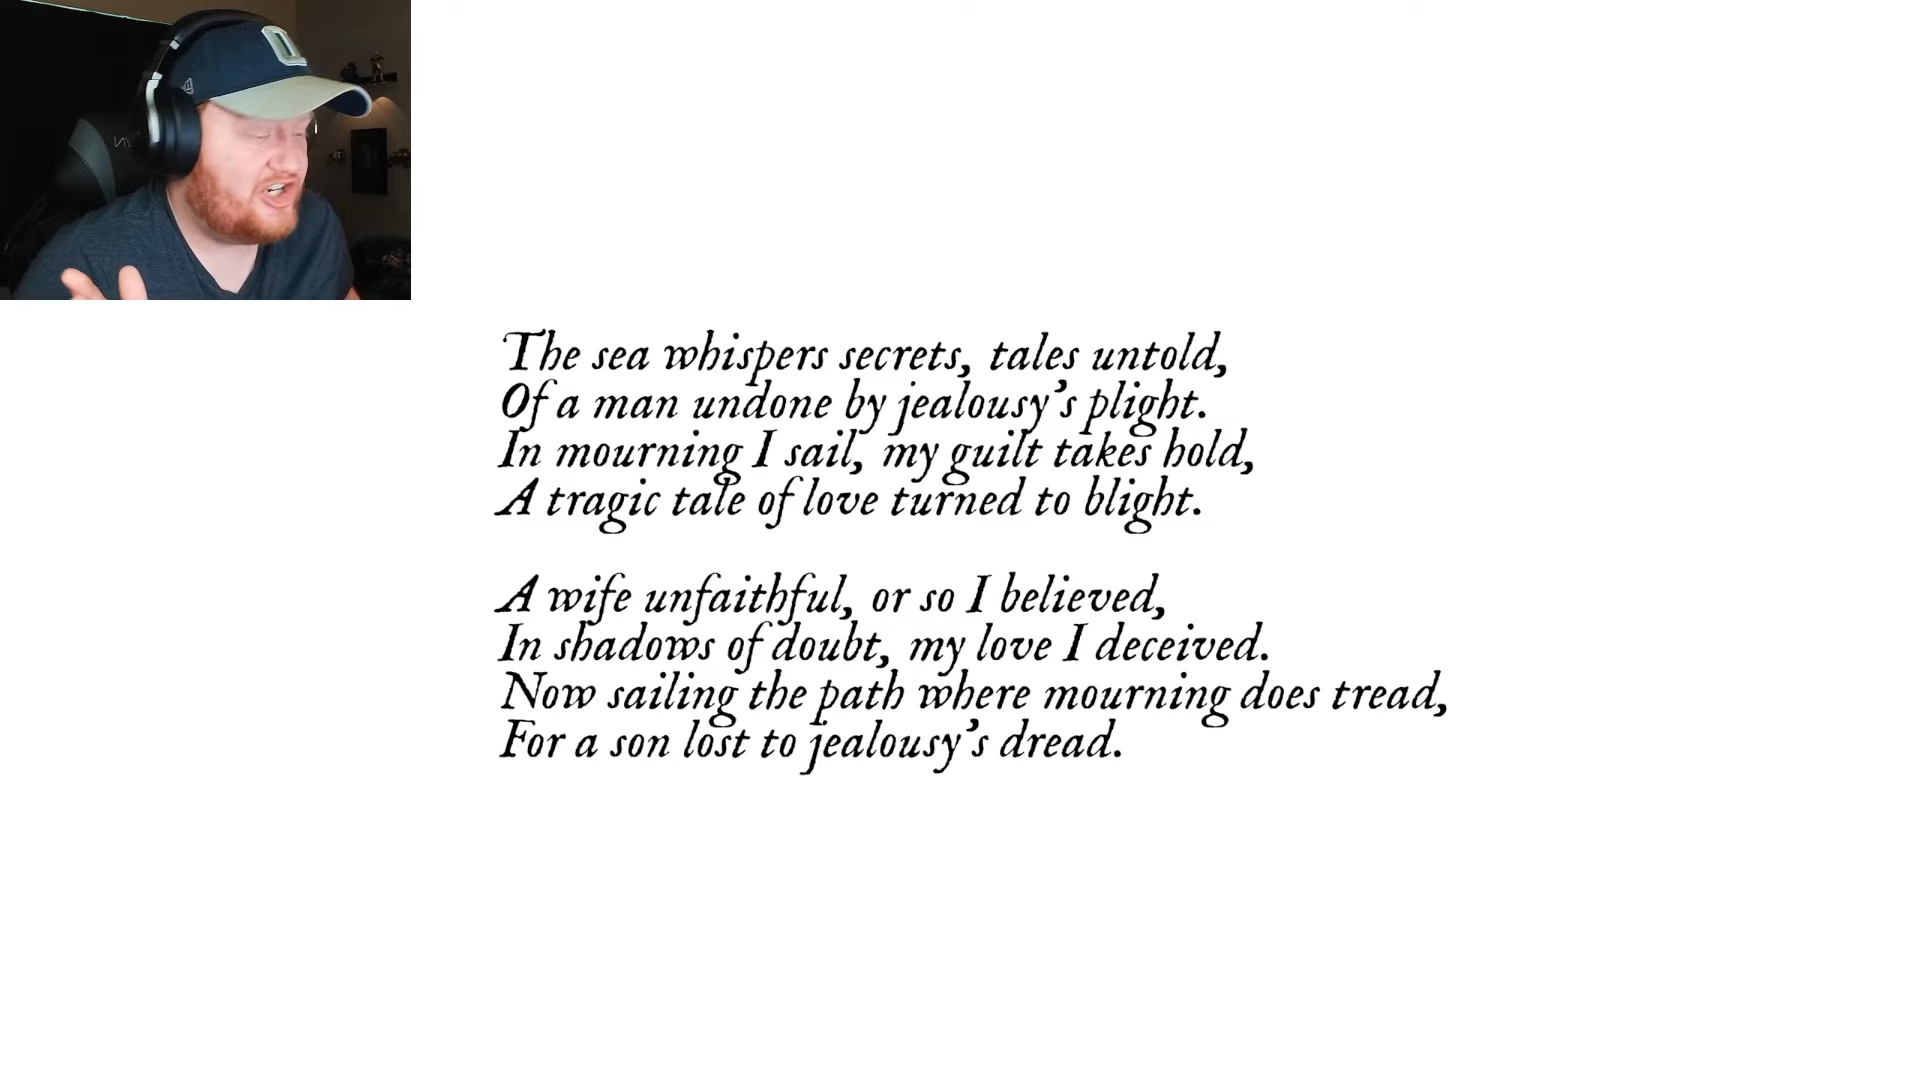 The sea whispers secrets, tales untold,
Of a man undone by jealousy's plight.
In mourning I sail, my guilt takes hold,
A tragic tale of love turned to blight.
A wife unfaithful, or so I believed,
In shadows of doubt, my love I deceived.
Now sailing the path where mourning does tread,
For a son lost to jealousy's dread.